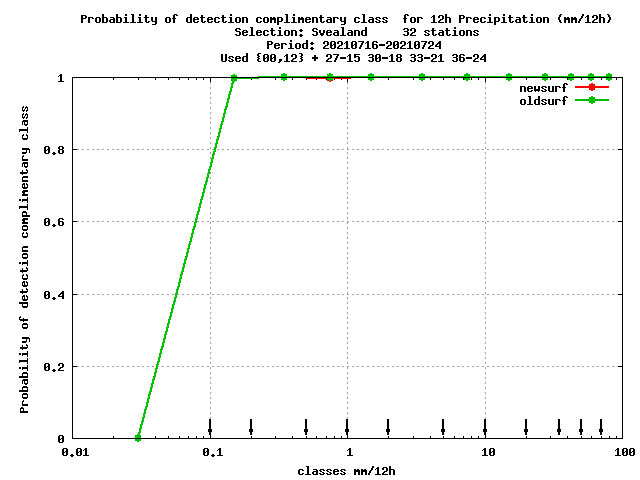 Probability of detection complimentary class  for 12h Precipitation (mm/12h)
Selection: Svealand     32 stations
Period: 20210716-20210724
Used {00,12} + 27-15 30-18 33-21 36-24
newsurf
oldsurf
Probability of detection complimentary class
1
0.8
0.6
0.4
0.2
0
0.01 0.1 1 10 100
classes mm/12h